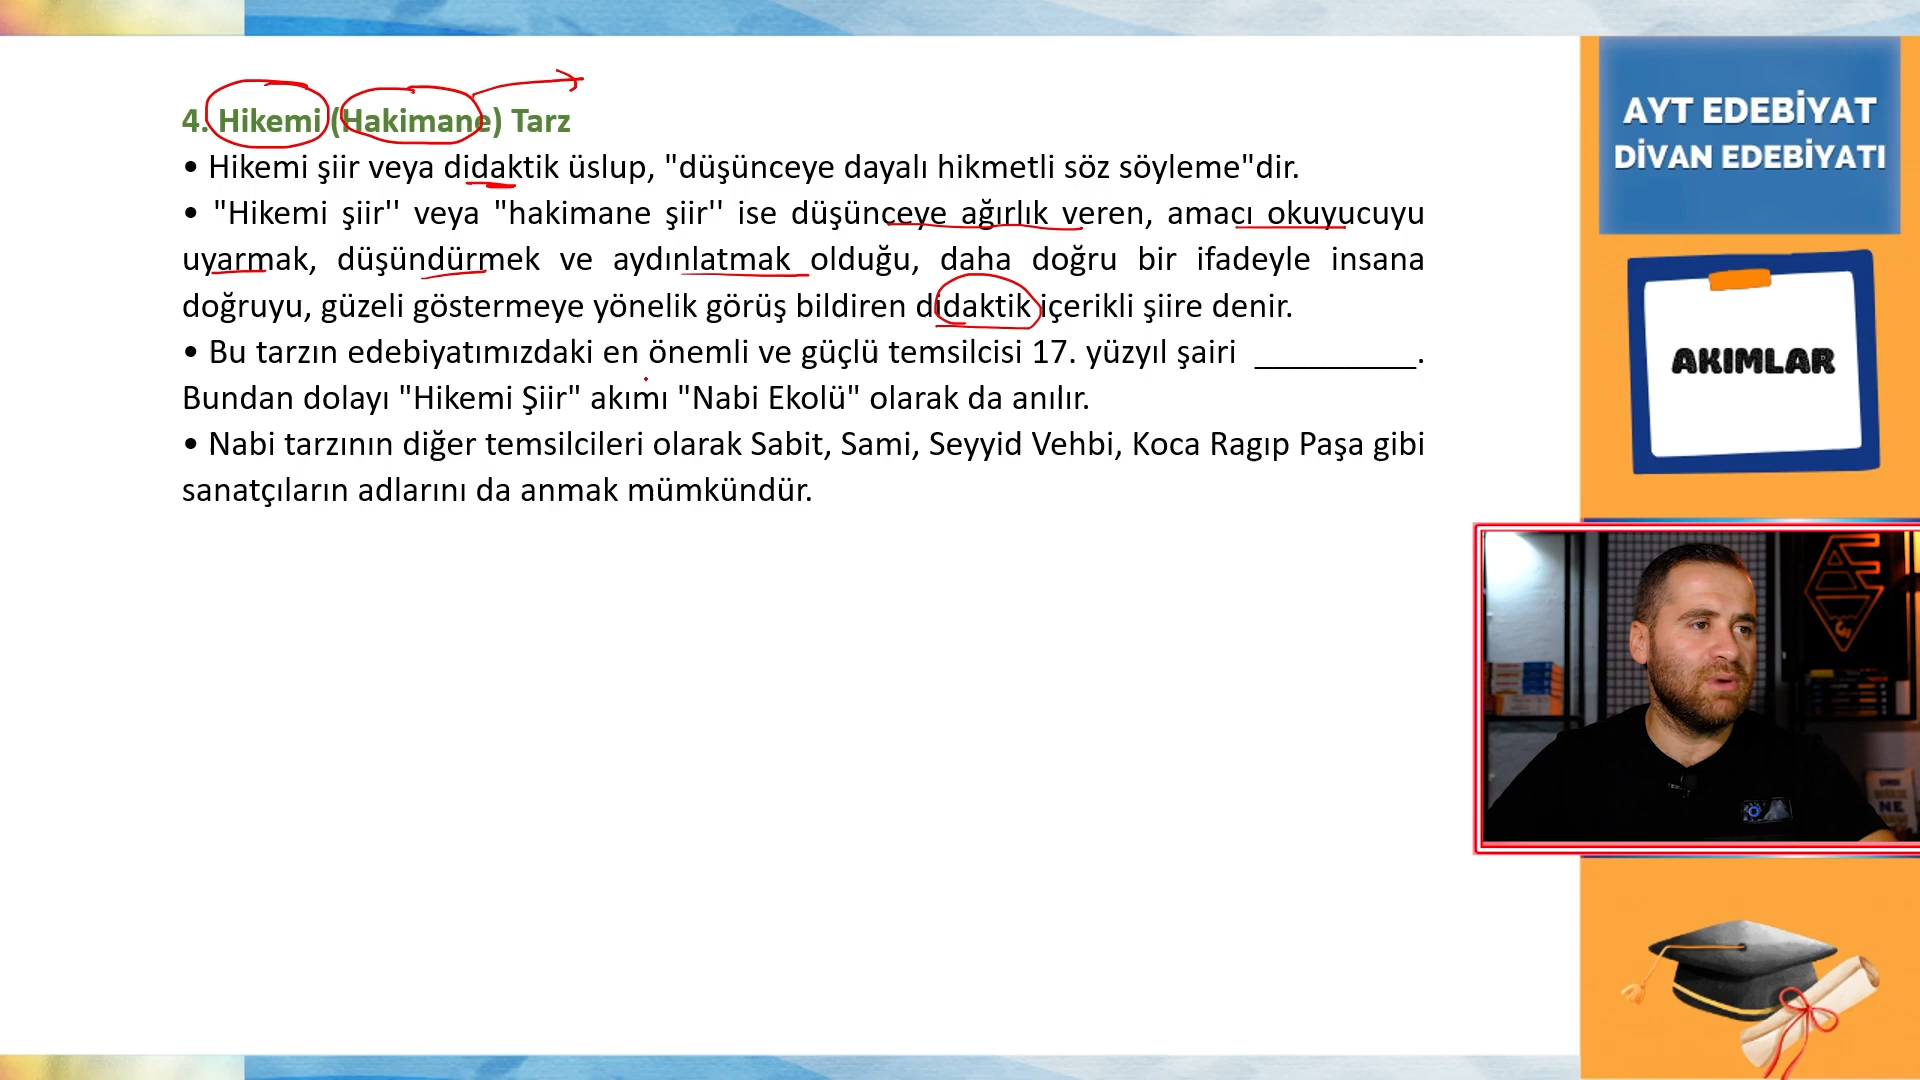 4. Hikemi (Hakimane) Tarz
• Hikemi şiir veya didaktik üslup, "düşünceye dayalı hikmetli söz söyleme"dir.
• "Hikemi şiir'' veya "hakimane şiir'' ise düşünceye ağırlık veren, amacı okuyucuyu
uyarmak, düşündürmek ve aydınlatmak olduğu, daha doğru bir ifadeyle insana
doğruyu, güzeli göstermeye yönelik görüş bildiren didaktik içerikli şiire denir.
• Bu tarzın edebiyatımızdaki en önemli ve güçlü temsilcisi 17. yüzyıl şairi __________.
Bundan dolayı "Hikemi Şiir" akımı "Nabi Ekolü" olarak da anılır.
• Nabi tarzının diğer temsilcileri olarak Sabit, Sami, Seyyid Vehbi, Koca Ragıp Paşa gibi
sanatçıların adlarını da anmak mümkündür.
AYT EDEBİYAT
DİVAN EDEBİYATI
AKIMLAR